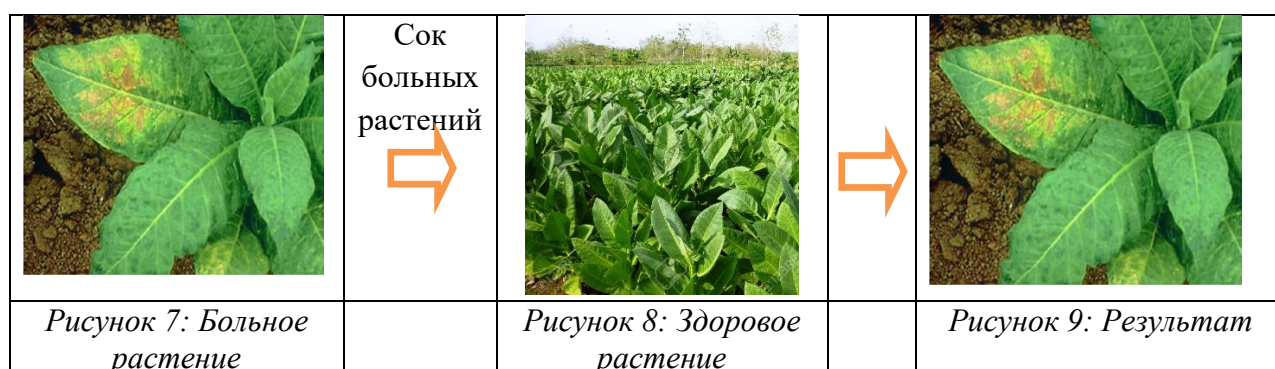 Сок
больных
растений
Рисунок 7: Больное
растение
Рисунок 8: Здоровое
растение
Рисунок 9: Результат